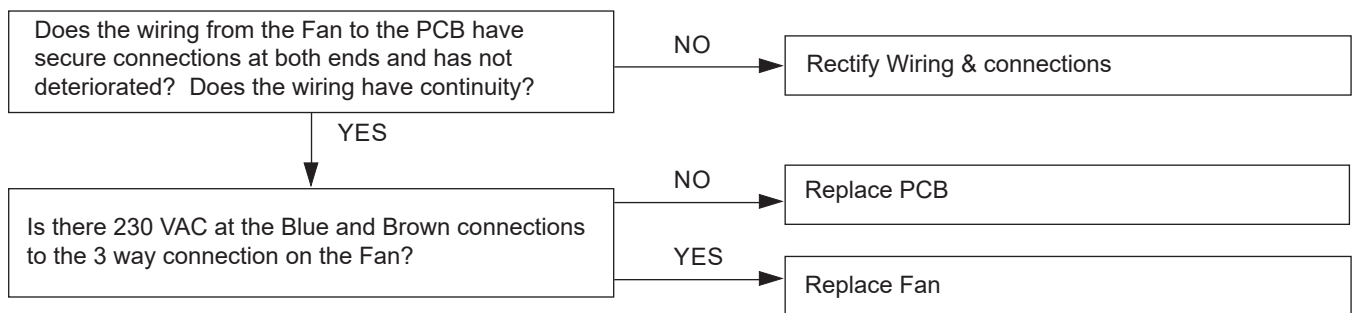 Does the wiring from the Fan to the PCB have
secure connections at both ends and has not
deteriorated? Does the wiring have continuity?
NO
Rectify Wiring & connections
YES
Is there 230 VAC at the Blue and Brown connections
to the 3 way connection on the Fan?
NO
Replace PCB
YES
Replace Fan